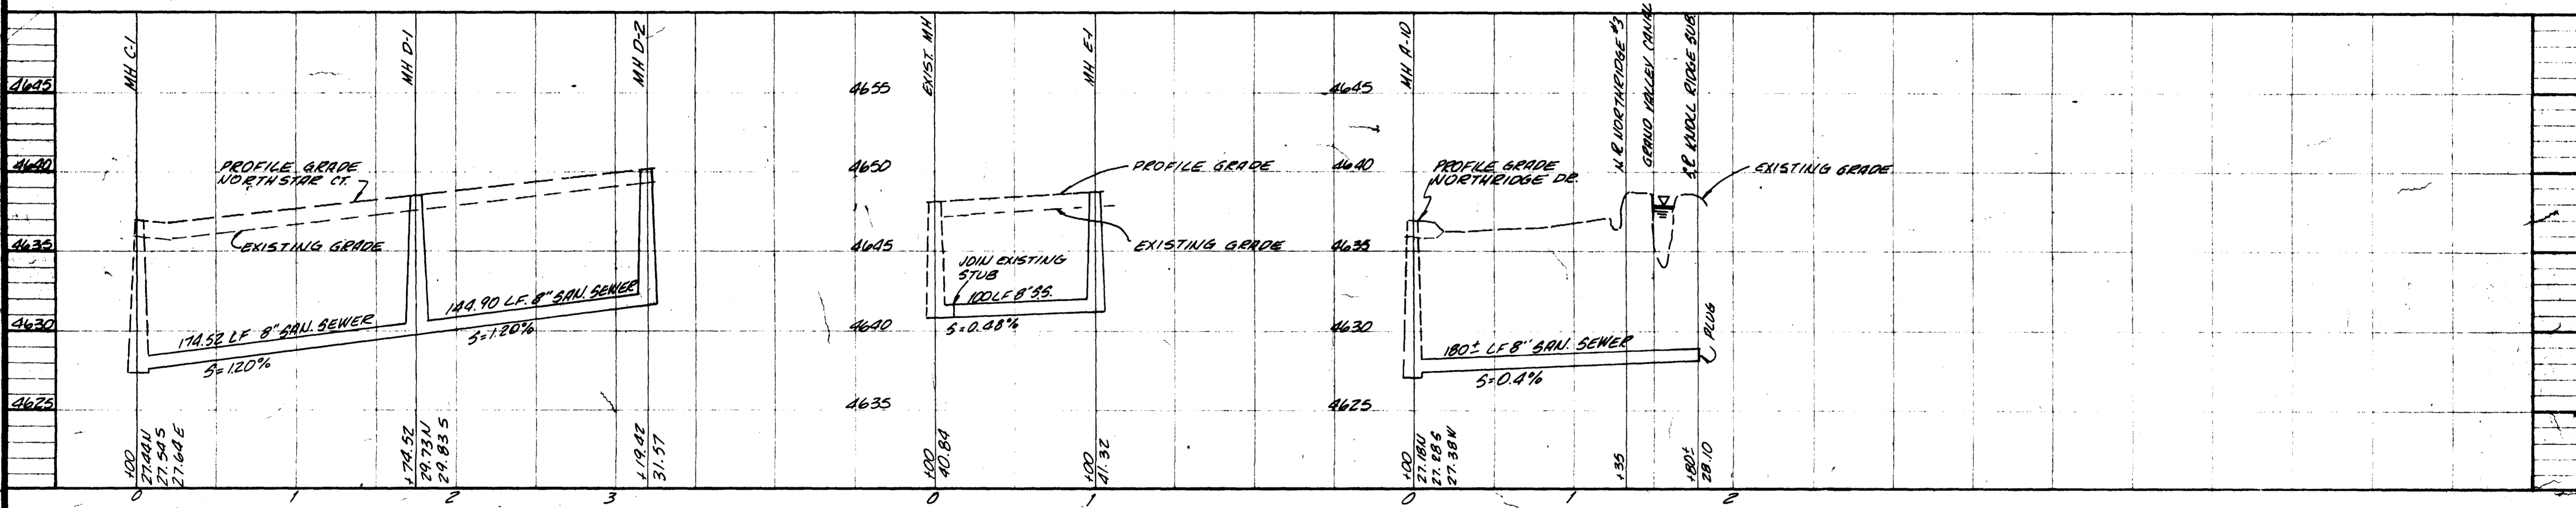 MH C-1
MH D-1
MH D-2
4645
4640
4635
4630
4625
PROFILE GRADE
NORTHSTAR CT.
EXISTING GRADE
174.52 LF 8" SAN. SEWER
S=1.20%
144.90 LF. 8" SAN. SEWER
S=1.20%
+00
27.44N
27.54S
27.64E
+74.52
29.73N
29.83S
+19.42
31.57
0
1
2
3
EXIST. MH
MH E-1
4655
4650
4645
4640
4635
PROFILE GRADE
EXISTING GRADE
JOIN EXISTING
STUB
100LF 8" S.S.
S=0.48%
+00
40.84
+00
41.32
0
1
MH A-10
N.R. NORTHRIDGE #3
GRAND VALLEY CANAL
S.R. KNOLL RIDGE SUB.
4645
4640
4635
4630
4625
PROFILE GRADE
NORTHRIDGE DR.
EXISTING GRADE
180± LF 8" SAN. SEWER
S=0.4%
PLUG
+00
27.18N
27.28S
27.38W
+35
+80±
28.10
0
1
2